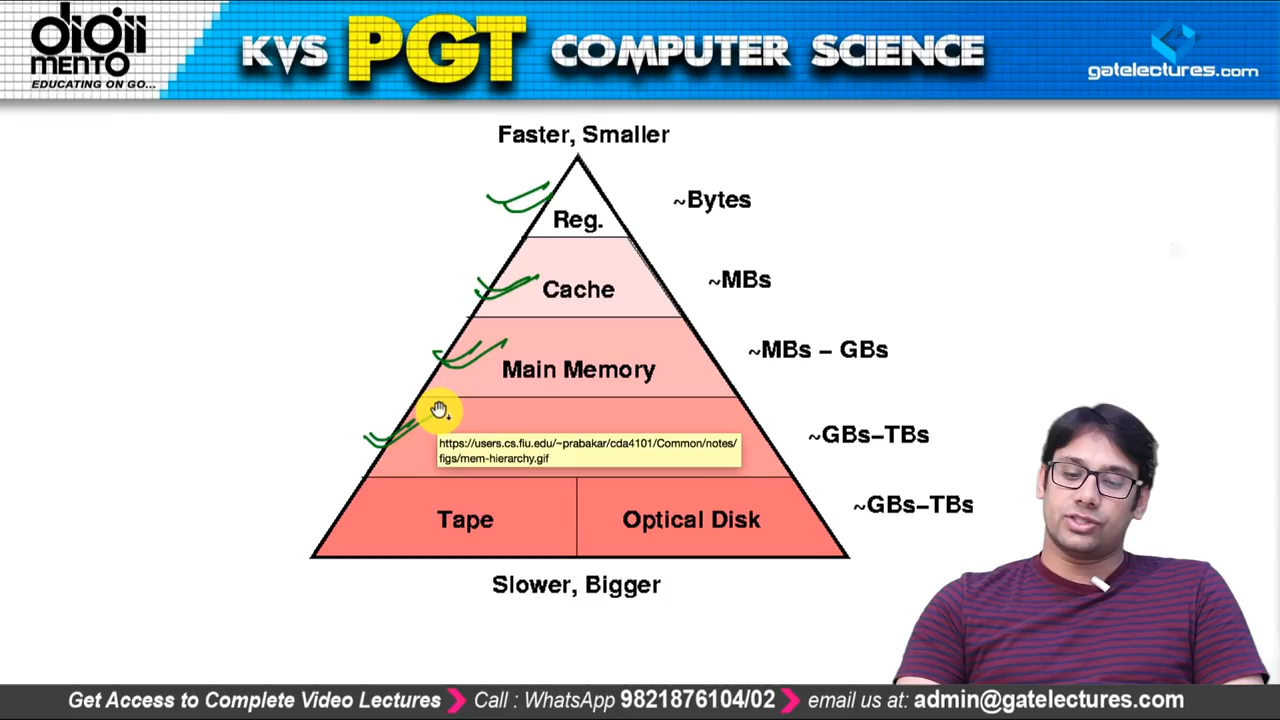 digii
MENTO
EDUCATING ON GO...
KVS PGT COMPUTER SCIENCE
gatelectures.com
Faster, Smaller
Reg.
~Bytes
Cache
~MBs
Main Memory
~MBs – GBs
https://users.cs.fiu.edu/~prabakar/cda4101/Common/notes/
figs/mem-hierarchy.gif
~GBs–TBs
Tape
Optical Disk
~GBs–TBs
Slower, Bigger
Get Access to Complete Video Lectures Call : WhatsApp 9821876104/02 email us at: admin@gatelectures.com